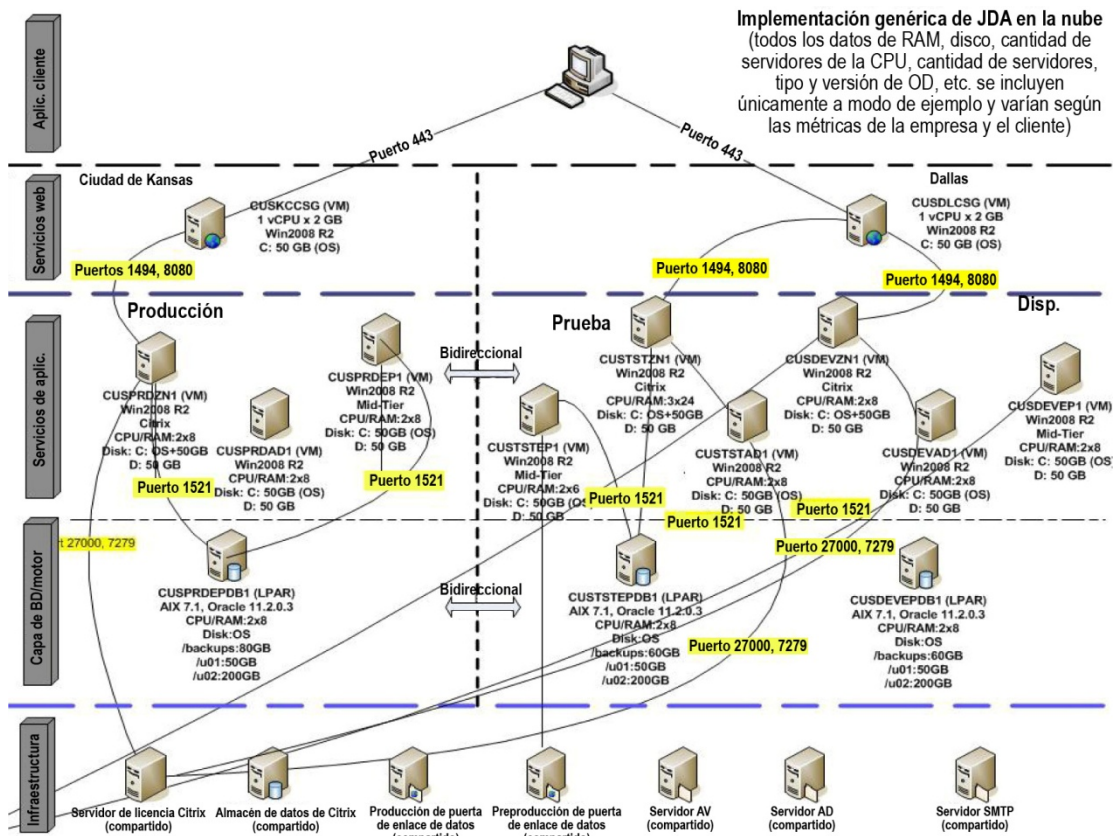 Implementación genérica de JDA en la nube
(todos los datos de RAM, disco, cantidad de
servidores de la CPU, cantidad de servidores,
tipo y versión de OD, etc. se incluyen
únicamente a modo de ejemplo y varían según
las métricas de la empresa y el cliente)
Aplic. cliente
Puerto 443
Puerto 443
Servicios web
Ciudad de Kansas
CUSKCCSG (VM)
1 vCPU x 2 GB
Win2008 R2
C: 50 GB (OS)
Dallas
CUSDLCSG (VM)
1 vCPU x 2 GB
Win2008 R2
C: 50 GB (OS)
Puertos 1494, 8080
Puerto 1494, 8080
Puerto 1494, 8080
Servicios de aplic.
Producción
Prueba
Disp.
Bidireccional
CUSPRDZN1 (VM)
Win2008 R2
Citrix
CPU/RAM:2x8
Disk: C: OS+50GB
D: 50 GB
CUSPRDAD1 (VM)
Win2008 R2
CPU/RAM:2x8
Disk: C: 50GB (OS)
D: 50 GB
CUSPRDEP1 (VM)
Win2008 R2
Mid-Tier
CPU/RAM:2x8
Disk: C: 50GB (OS)
D: 50 GB
CUSTSTEP1 (VM)
Win2008 R2
Mid-Tier
CPU/RAM:2x6
Disk: C: 50GB (OS)
D: 50 GB
CUSTSTZN1 (VM)
Win2008 R2
Citrix
CPU/RAM:3x24
Disk: C: OS+50GB
D: 50 GB
CUSTSTAD1 (VM)
Win2008 R2
CPU/RAM:2x8
Disk: C: 50GB (OS)
D: 50 GB
CUSDEVZN1 (VM)
Win2008 R2
Citrix
CPU/RAM:2x8
Disk: C: OS+50GB
D: 50 GB
CUSDEVAD1 (VM)
Win2008 R2
CPU/RAM:2x8
Disk: C: 50GB (OS)
D: 50 GB
CUSDEVEP1 (VM)
Win2008 R2
Mid-Tier
CPU/RAM:2x8
Disk: C: 50GB (OS)
D: 50 GB
Puerto 1521
Puerto 1521
Puerto 1521
Puerto 1521
Puerto 1521
Capa de BD/motor
27000, 7279
Puerto 27000, 7279
Puerto 27000, 7279
Bidireccional
CUSPRDEPDB1 (LPAR)
AIX 7.1, Oracle 11.2.0.3
CPU/RAM:2x8
Disk:OS
/backups:80GB
/u01:50GB
/u02:200GB
CUSTSTEPDB1 (LPAR)
AIX 7.1, Oracle 11.2.0.3
CPU/RAM:2x8
Disk:OS
/backups:60GB
/u01:50GB
/u02:200GB
CUSDEVEPDB1 (LPAR)
AIX 7.1, Oracle 11.2.0.3
CPU/RAM:2x8
Disk:OS
/backups:60GB
/u01:50GB
/u02:200GB
Infraestructura
Servidor de licencia Citrix
(compartido)
Almacén de datos de Citrix
(compartido)
Producción de puerta
de enlace de datos
(compartido)
Preproducción de puerta
de enlace de datos
(compartido)
Servidor AV
(compartido)
Servidor AD
(compartido)
Servidor SMTP
(compartido)